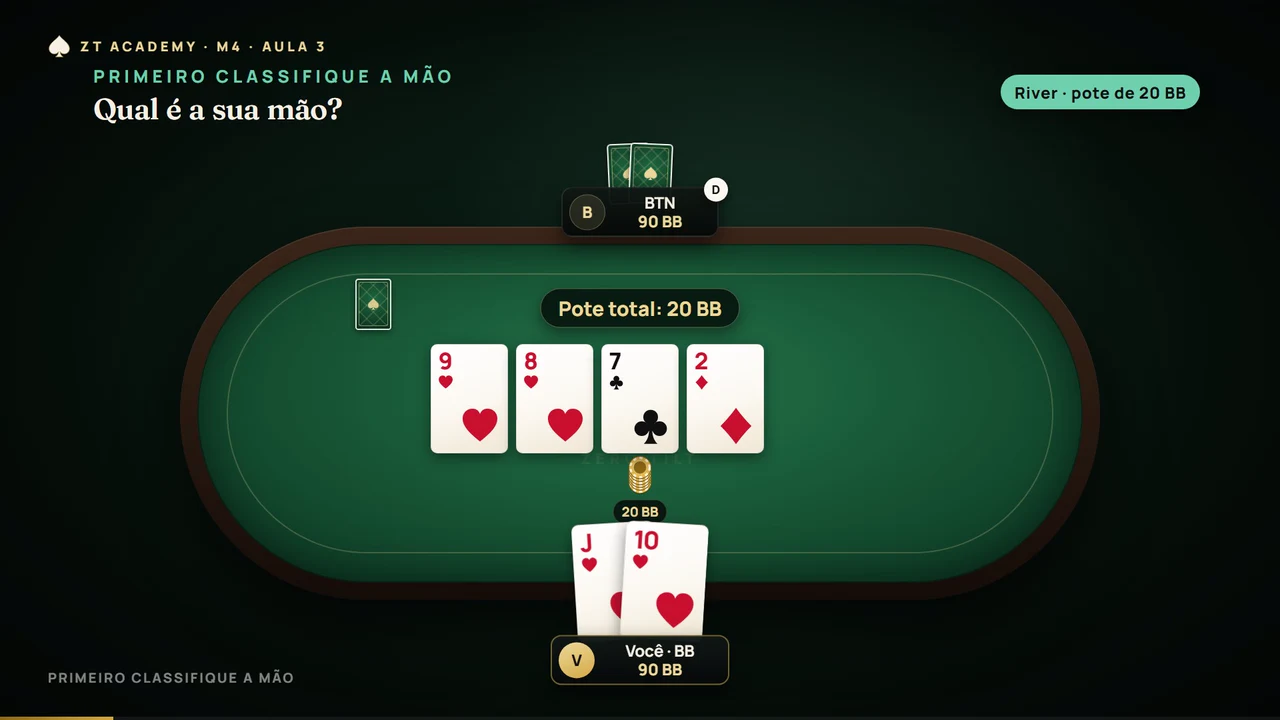 ZT ACADEMY · M4 · AULA 3
PRIMEIRO CLASSIFIQUE A MÃO
Qual é a sua mão?
River · pote de 20 BB
D
B
BTN
90 BB
Pote total: 20 BB
9
8
7
2
20 BB
J
10
V
Você · BB
90 BB
PRIMEIRO CLASSIFIQUE A MÃO